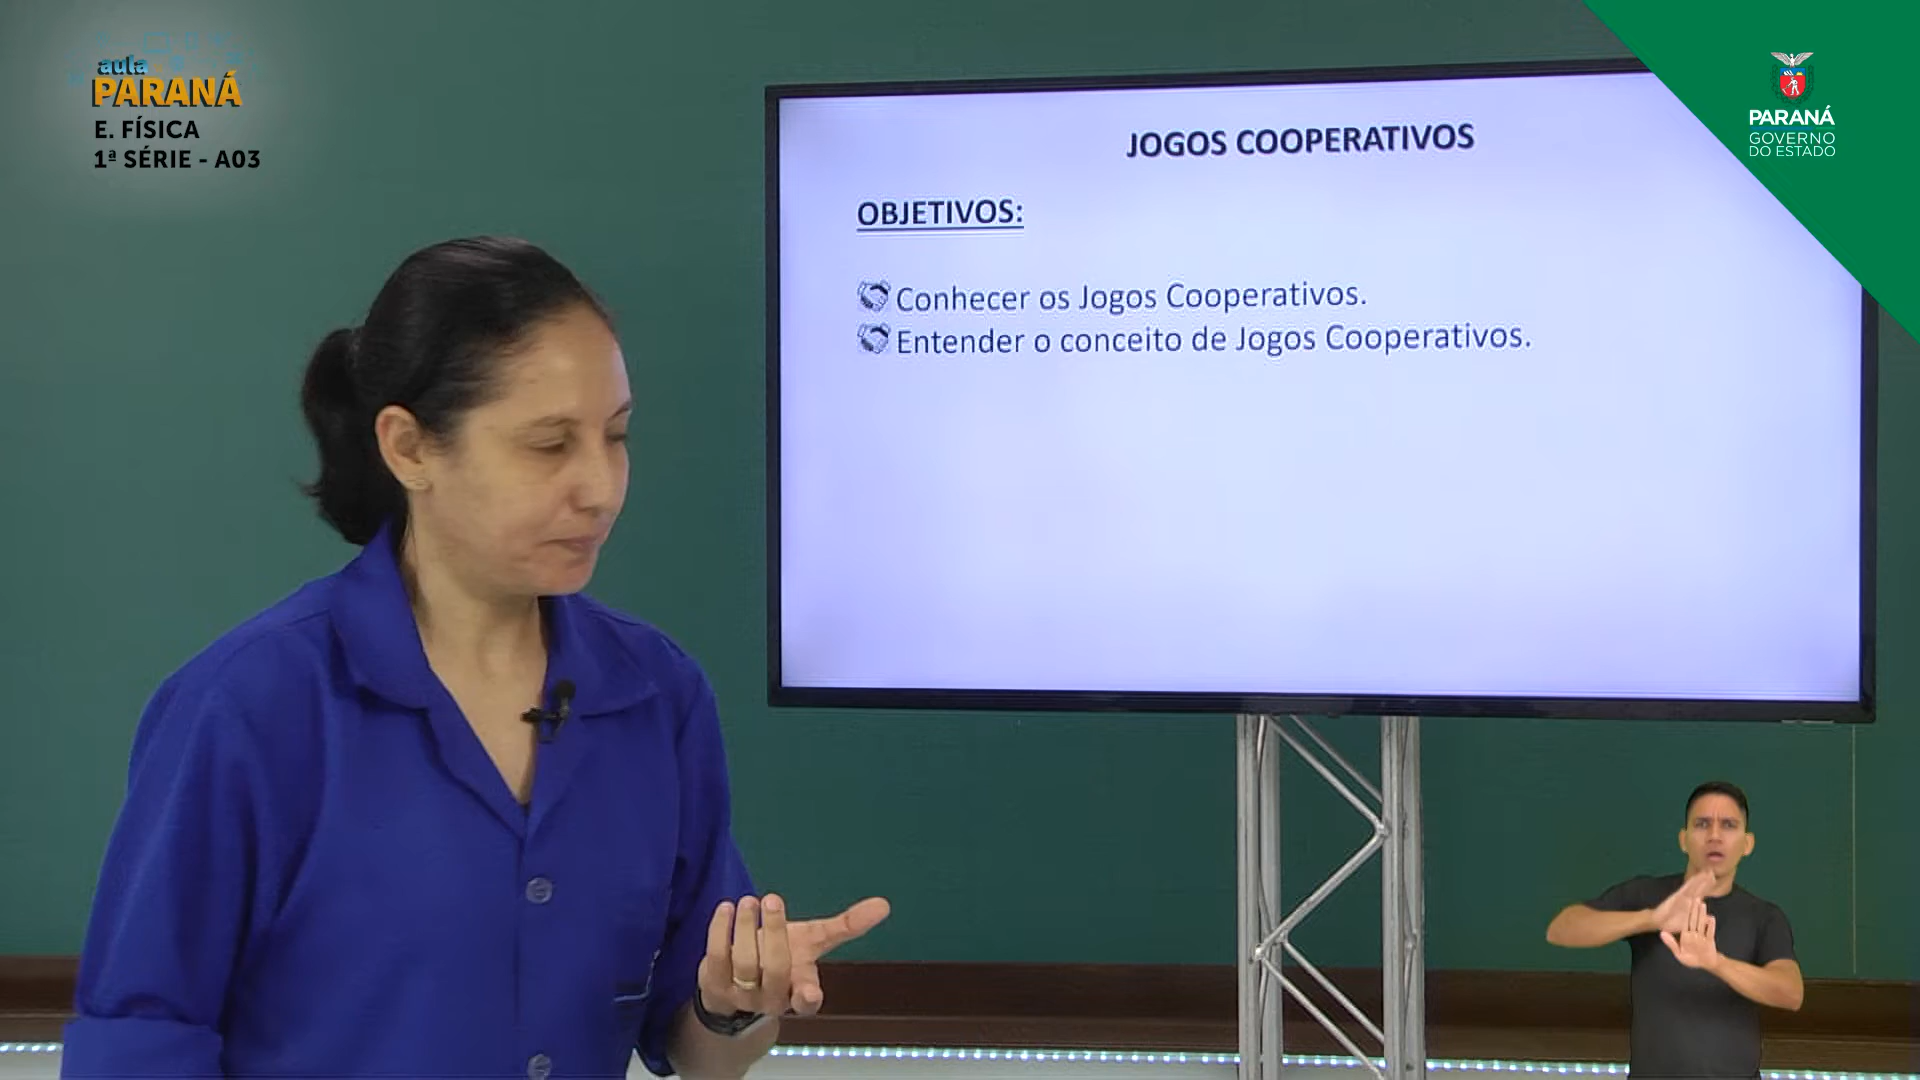 aula
PARANÁ
E. FÍSICA
1ª SÉRIE - A03
JOGOS COOPERATIVOS
OBJETIVOS:
Conhecer os Jogos Cooperativos.
Entender o conceito de Jogos Cooperativos.
PARANÁ
GOVERNO
DO ESTADO